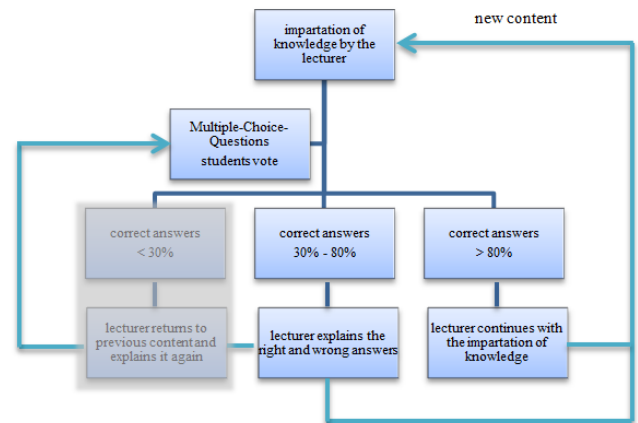 new content
impartation of
knowledge by the
lecturer
Multiple-Choice-
Questions
students vote
correct answers
< 30%
correct answers
30% - 80%
correct answers
> 80%
lecturer returns to
previous content and
explains it again
lecturer explains the
right and wrong answers
lecturer continues with
the impartation of
knowledge